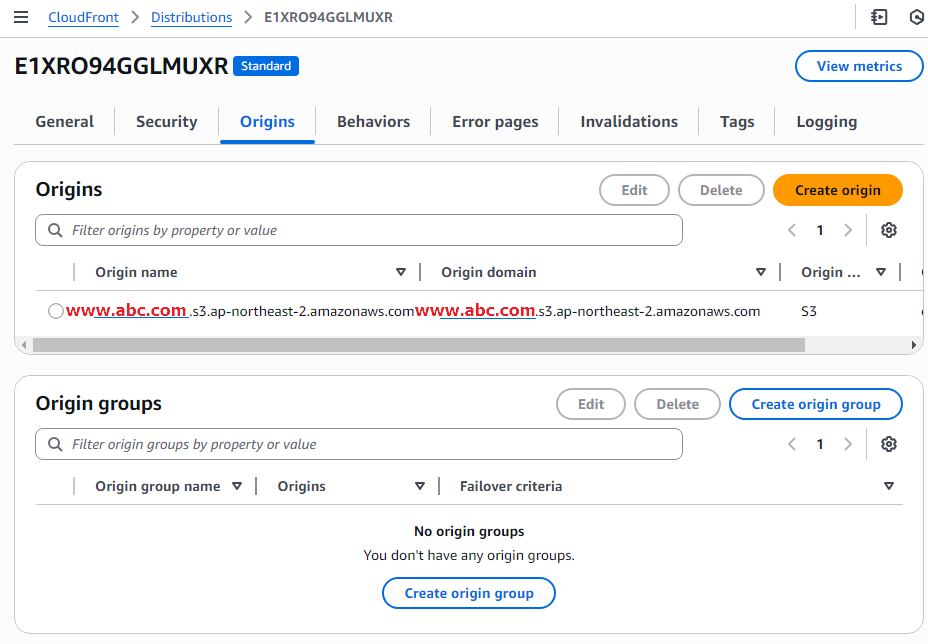 CloudFront > Distributions > E1XRO94GGLMUXR
E1XRO94GGLMUXR Standard View metrics
General Security Origins Behaviors Error pages Invalidations Tags Logging
Origins Edit Delete Create origin
Filter origins by property or value 1
Origin name Origin domain Origin ...
www.abc.com.s3.ap-northeast-2.amazonaws.com www.abc.com.s3.ap-northeast-2.amazonaws.com S3
Origin groups Edit Delete Create origin group
Filter origin groups by property or value 1
Origin group name Origins Failover criteria
No origin groups
You don't have any origin groups.
Create origin group